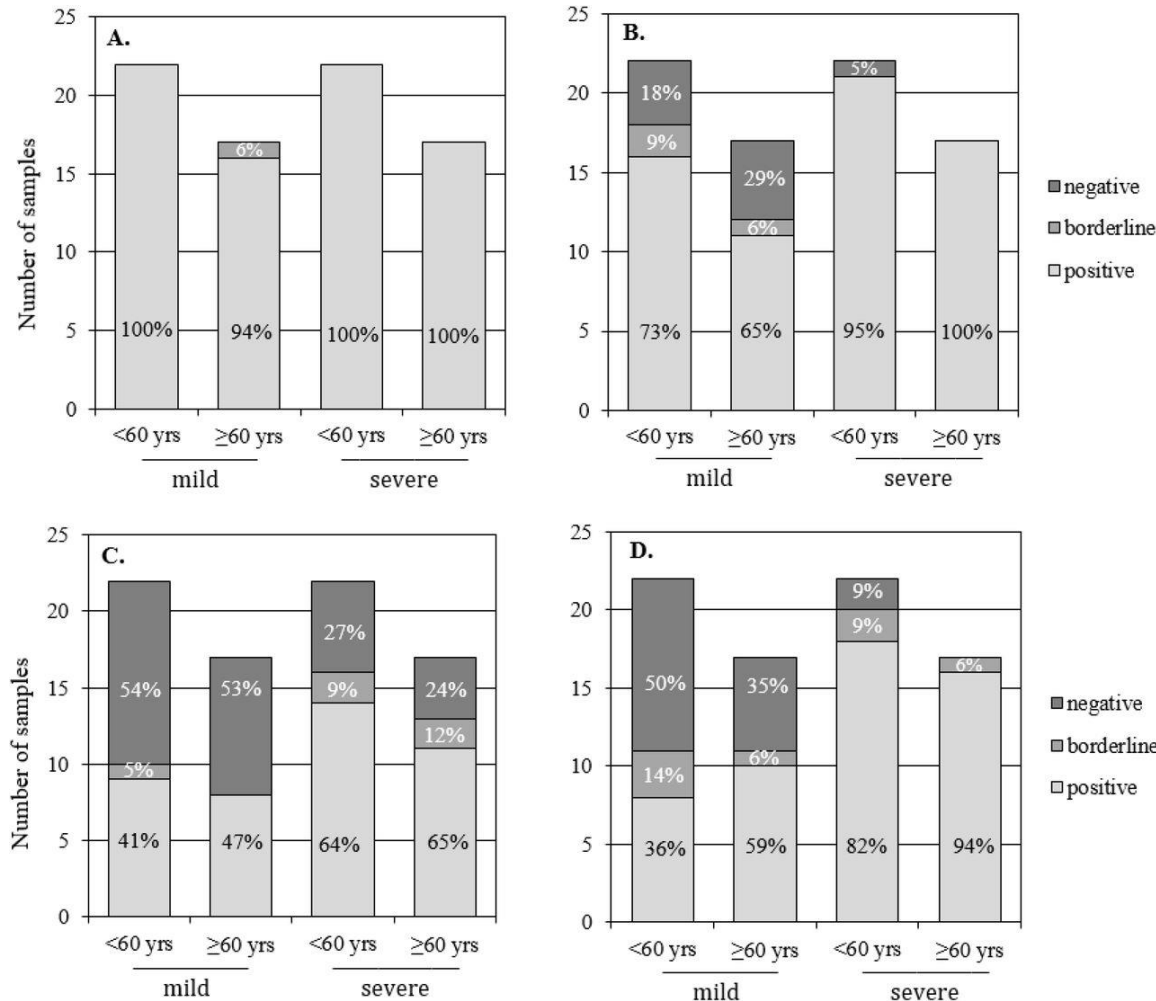 A.
Number of samples
25
20
15
10
5
0
6%
100%
94%
100%
100%
<60 yrs
≥60 yrs
<60 yrs
≥60 yrs
mild
severe
B.
25
20
15
10
5
0
18%
5%
9%
29%
6%
73%
65%
95%
100%
<60 yrs
≥60 yrs
<60 yrs
≥60 yrs
mild
severe
negative
borderline
positive
C.
Number of samples
25
20
15
10
5
0
54%
53%
27%
24%
5%
9%
12%
41%
47%
64%
65%
<60 yrs
≥60 yrs
<60 yrs
≥60 yrs
mild
severe
D.
25
20
15
10
5
0
50%
35%
9%
9%
6%
14%
6%
36%
59%
82%
94%
<60 yrs
≥60 yrs
<60 yrs
≥60 yrs
mild
severe
negative
borderline
positive